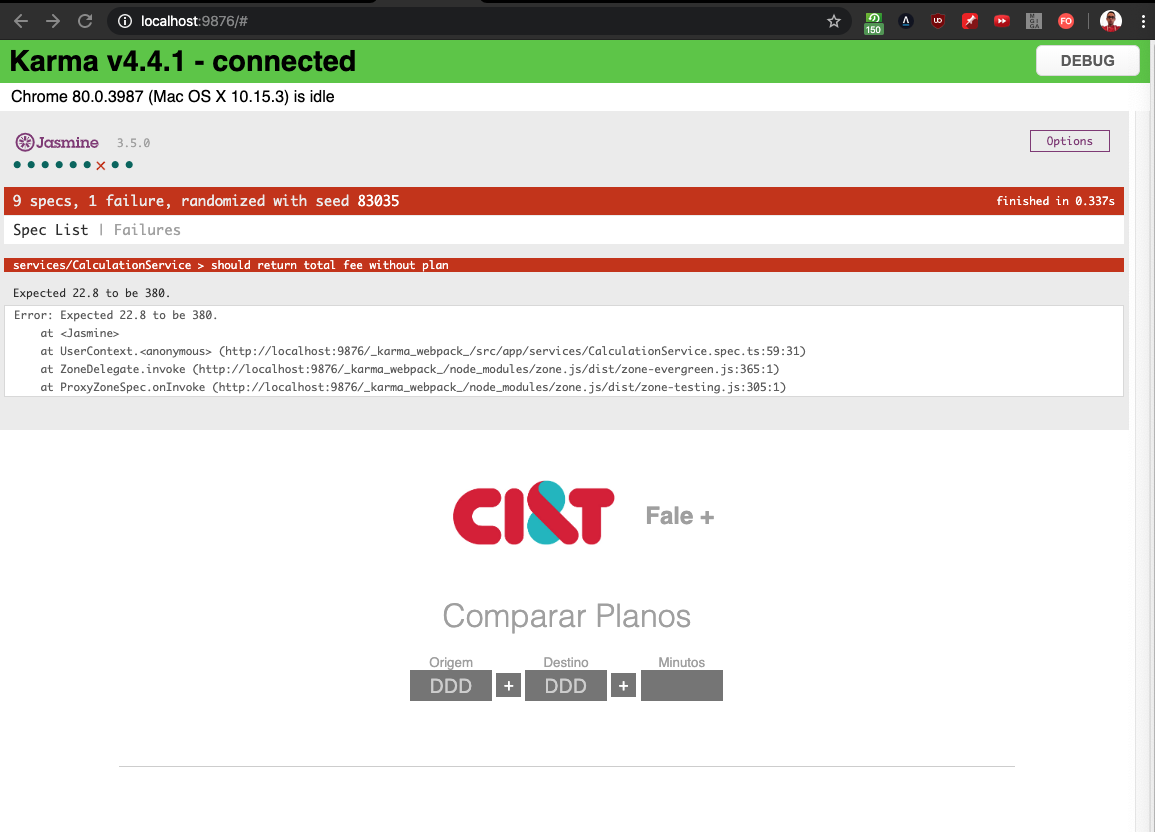 localhost:9876/#
150
UD
FO
Karma v4.4.1 - connected
DEBUG
Chrome 80.0.3987 (Mac OS X 10.15.3) is idle
Jasmine 3.5.0
Options
9 specs, 1 failure, randomized with seed 83035
finished in 0.337s
Spec List | Failures
services/CalculationService > should return total fee without plan
Expected 22.8 to be 380.
Error: Expected 22.8 to be 380.
at <Jasmine>
at UserContext.<anonymous> (http://localhost:9876/_karma_webpack_/src/app/services/CalculationService.spec.ts:59:31)
at ZoneDelegate.invoke (http://localhost:9876/_karma_webpack_/node_modules/zone.js/dist/zone-evergreen.js:365:1)
at ProxyZoneSpec.onInvoke (http://localhost:9876/_karma_webpack_/node_modules/zone.js/dist/zone-testing.js:305:1)
CI&T Fale +
Comparar Planos
Origem Destino Minutos
DDD + DDD +